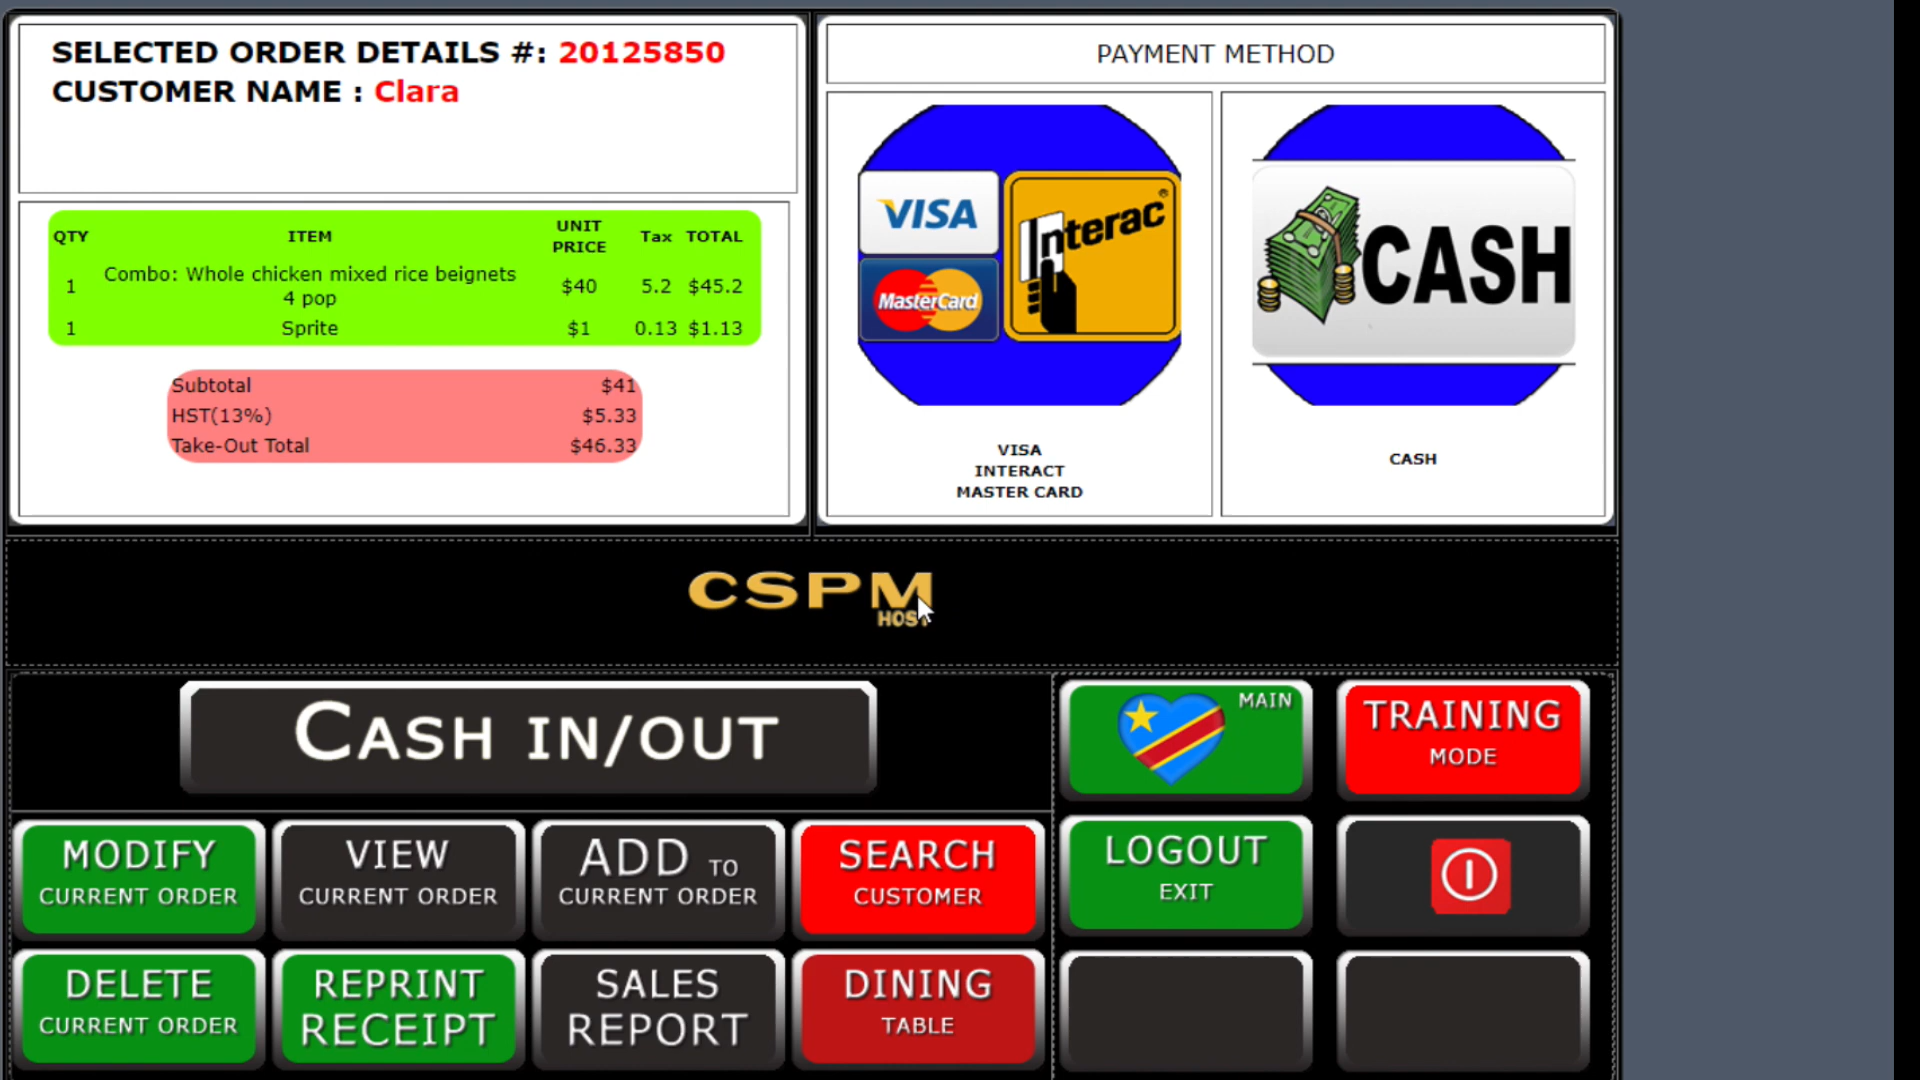 SELECTED ORDER DETAILS #: 20125850
CUSTOMER NAME : Clara
QTY ITEM UNIT PRICE Tax TOTAL
1 Combo: Whole chicken mixed rice beignets 4 pop $40 5.2 $45.2
1 Sprite $1 0.13 $1.13
Subtotal $41
HST(13%) $5.33
Take-Out Total $46.33
PAYMENT METHOD
VISA
MasterCard
Interac®
VISA
INTERACT
MASTER CARD
CASH
CASH
CSPM
HOST
CASH IN/OUT
MODIFY
CURRENT ORDER
VIEW
CURRENT ORDER
ADD TO
CURRENT ORDER
SEARCH
CUSTOMER
DELETE
CURRENT ORDER
REPRINT
RECEIPT
SALES
REPORT
DINING
TABLE
MAIN
TRAINING
MODE
LOGOUT
EXIT